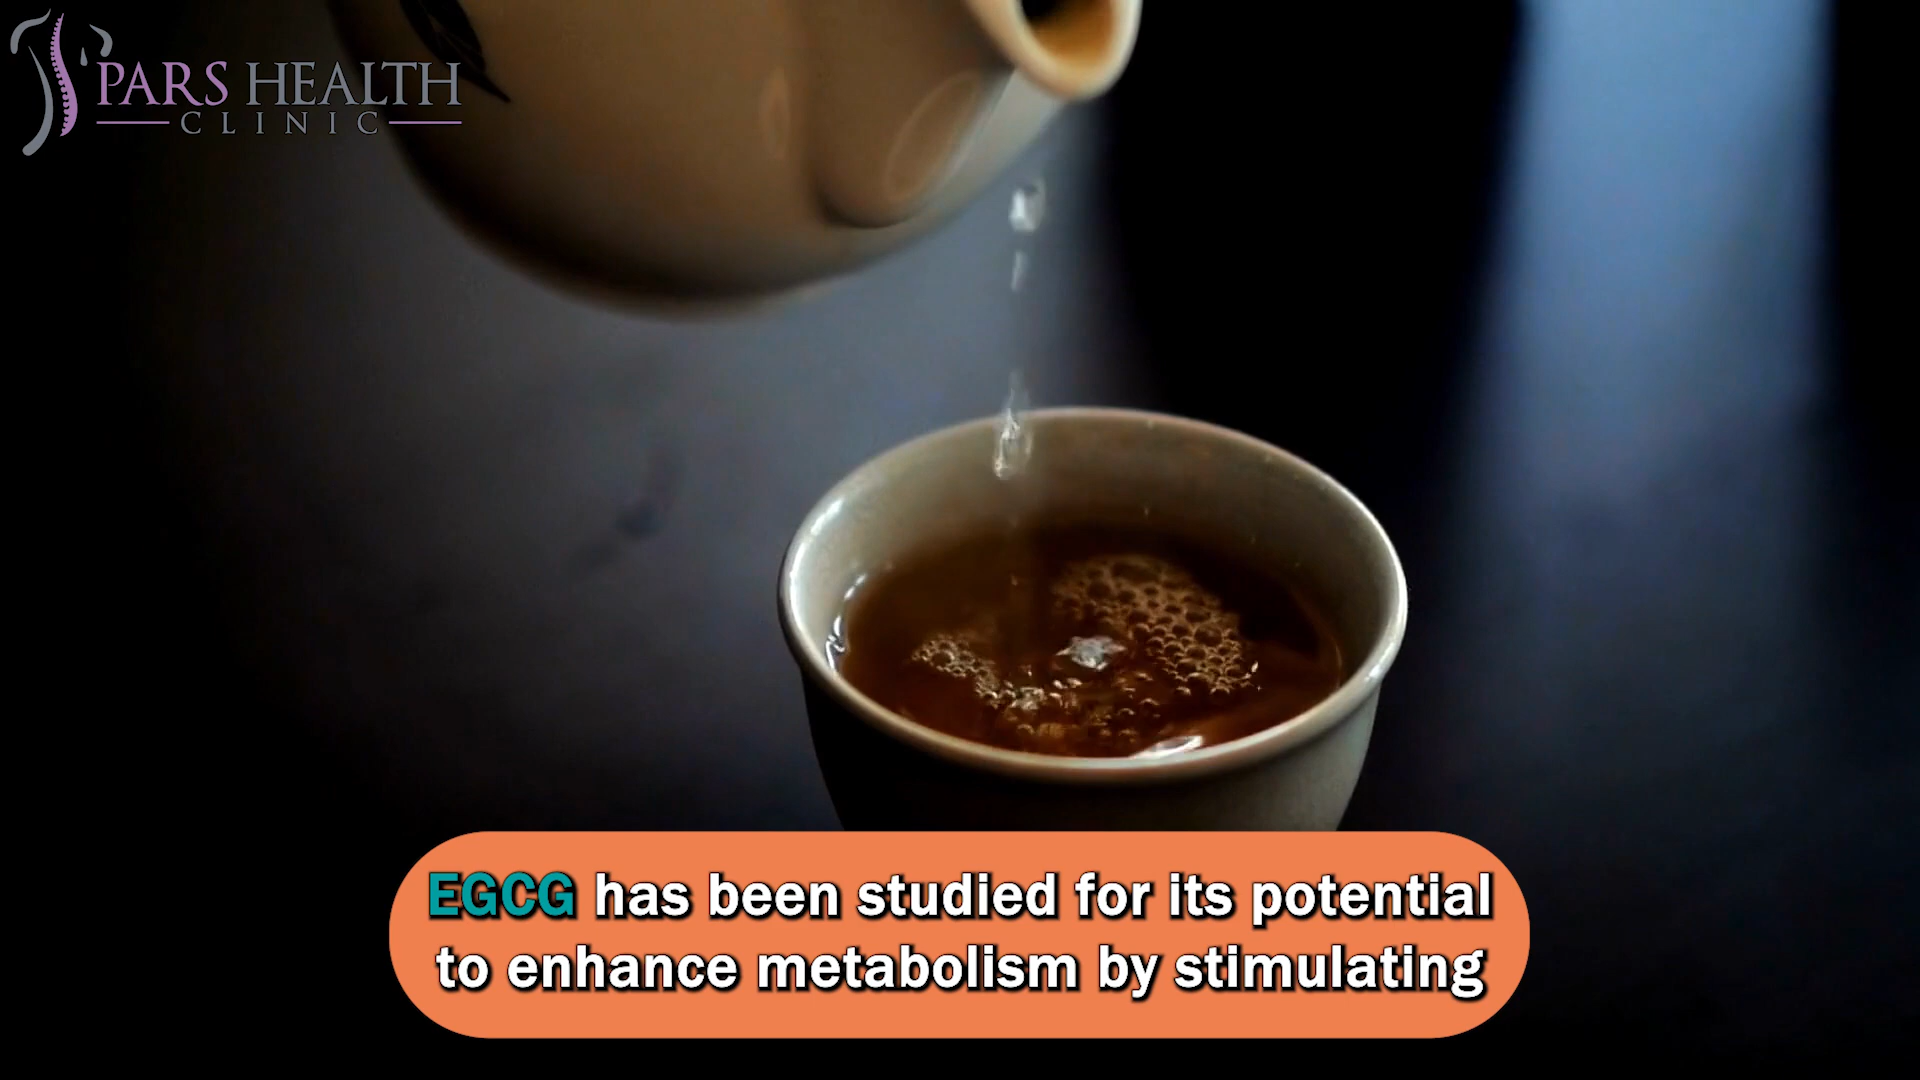 PARS HEALTH
CLINIC
EGCG has been studied for its potential
to enhance metabolism by stimulating